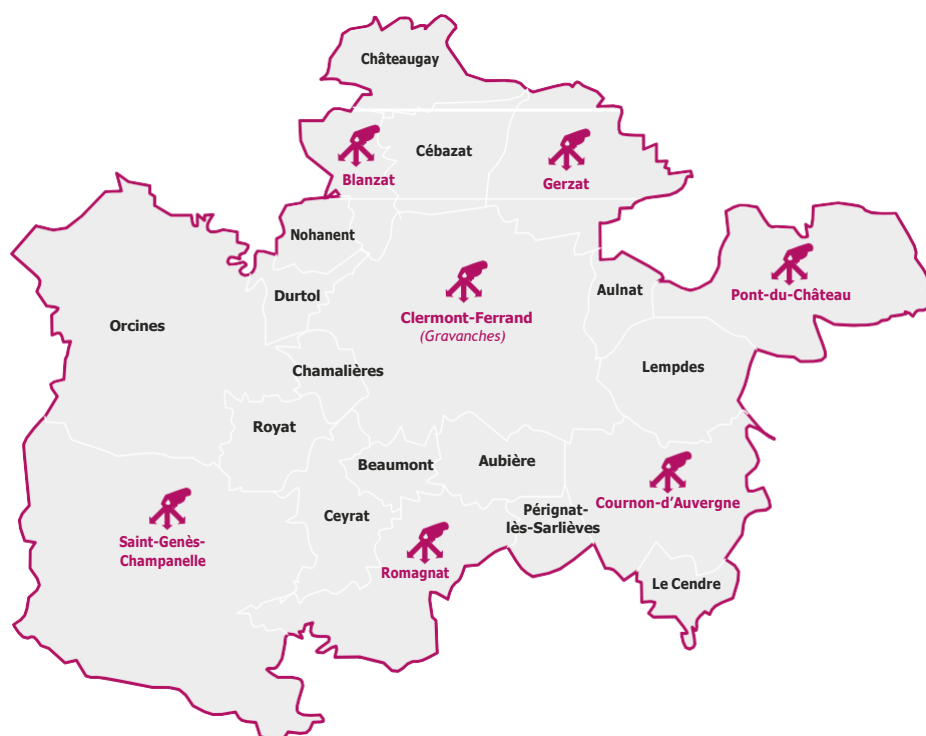 Châteaugay
Cébazat
Blanzat
Gerzat
Nohanent
Pont-du-Château
Durtol
Aulnat
Clermont-Ferrand
(Gravanches)
Orcines
Chamalières
Lempdes
Royat
Beaumont
Aubière
Cournon-d'Auvergne
Pérignat-
lès-Sarlièves
Ceyrat
Saint-Genès-
Champanelle
Romagnat
Le Cendre